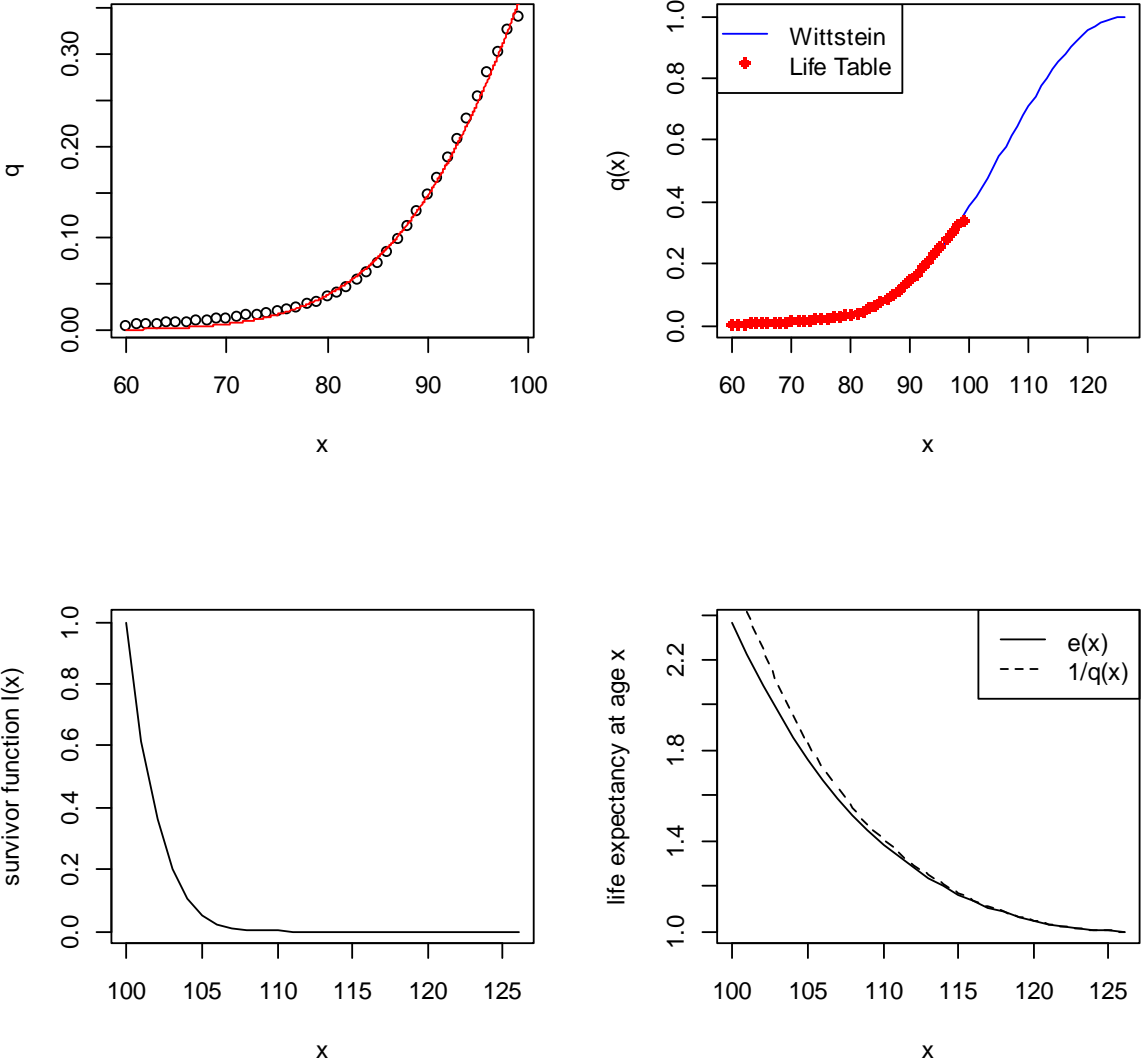 q
0.00 0.10 0.20 0.30
60 70 80 90 100
x
q(x)
0.0 0.2 0.4 0.6 0.8 1.0
Wittstein
Life Table
60 70 80 90 100 110 120
x
survivor function l(x)
0.0 0.2 0.4 0.6 0.8 1.0
100 105 110 115 120 125
x
life expectancy at age x
1.0 1.4 1.8 2.2
e(x)
1/q(x)
100 105 110 115 120 125
x